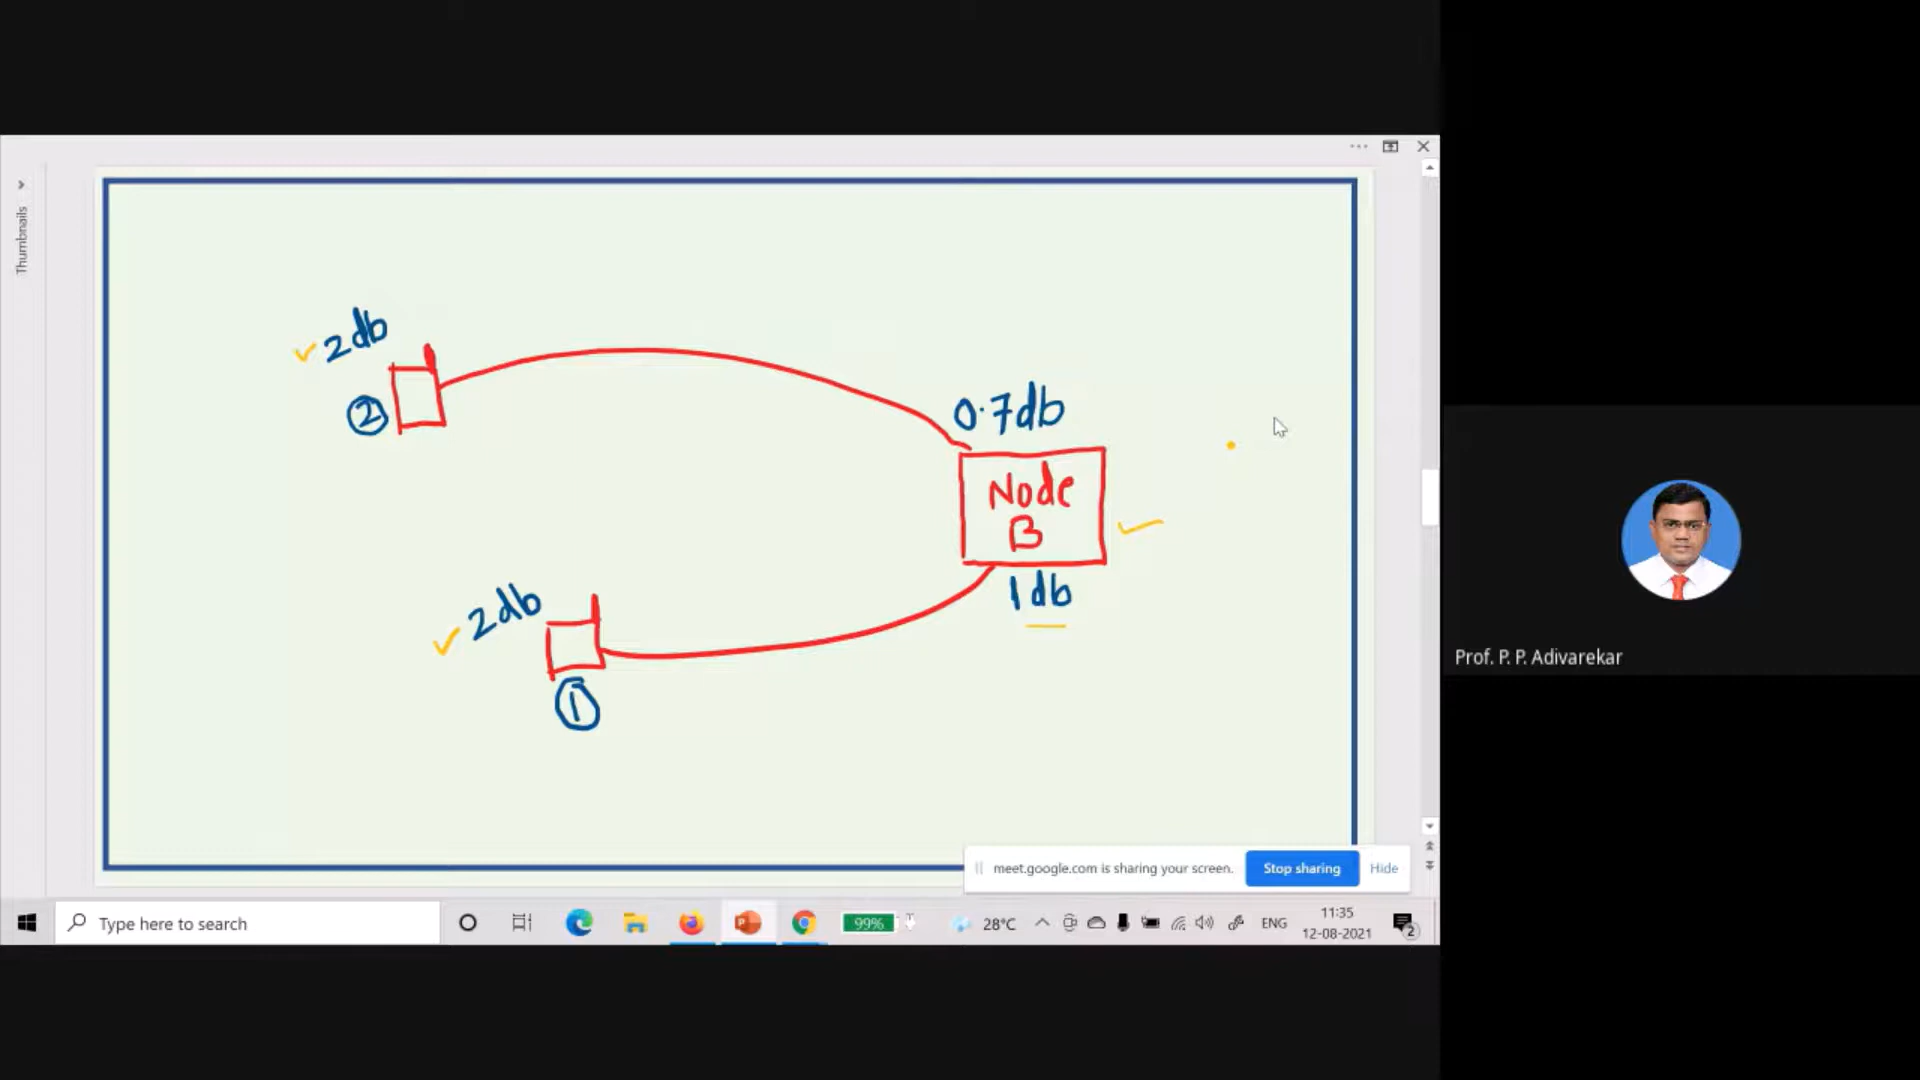 Thumbnails
2db
②
0.7db
Node
B
1db
2db
①
Prof. P. P. Adivarekar
meet.google.com is sharing your screen.
Stop sharing
Hide
Type here to search
99%
28°C
ENG
11:35
12-08-2021
2